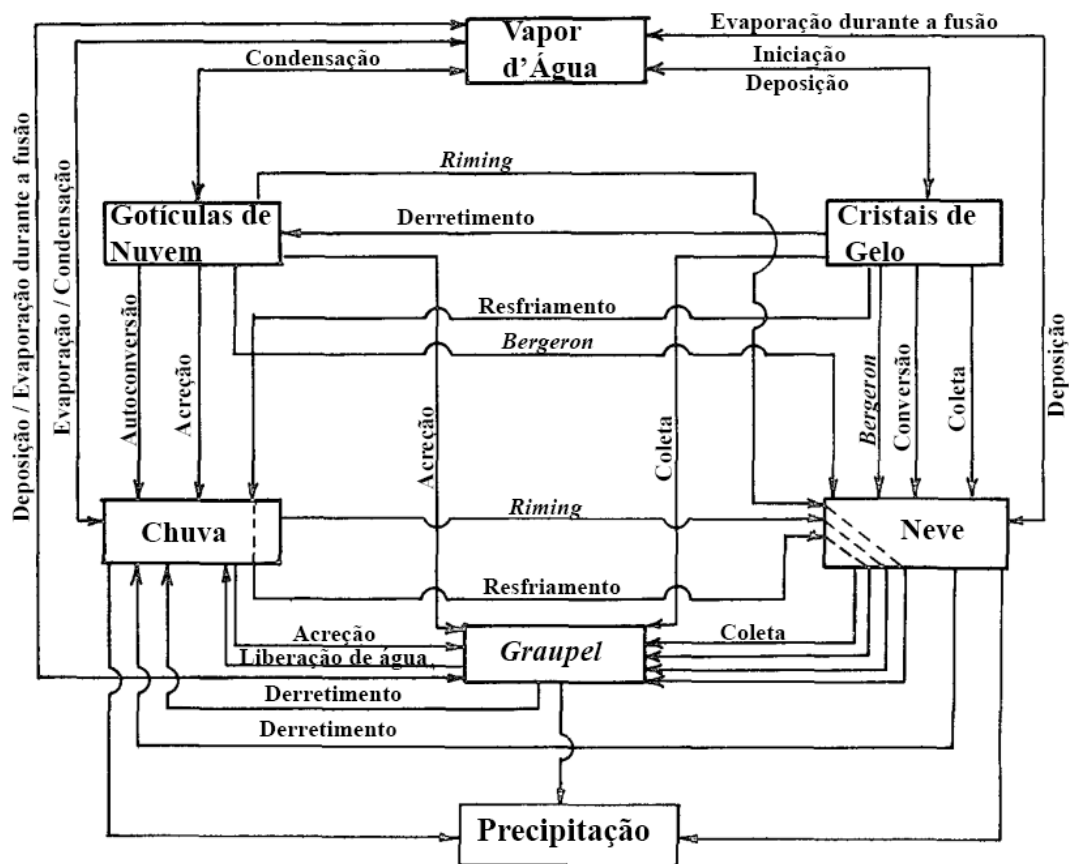 Evaporação durante a fusão
Vapor
d’Água
Condensação
Iniciação
Deposição
Riming
Gotículas de
Nuvem
Derretimento
Cristais de
Gelo
Resfriamento
Bergeron
Deposição / Evaporação durante a fusão
Evaporação / Condensação
Autoconversão
Acreção
Acreção
Coleta
Bergeron
Conversão
Coleta
Deposição
Chuva
Riming
Neve
Resfriamento
Acreção
Liberação de água
Graupel
Coleta
Derretimento
Derretimento
Precipitação